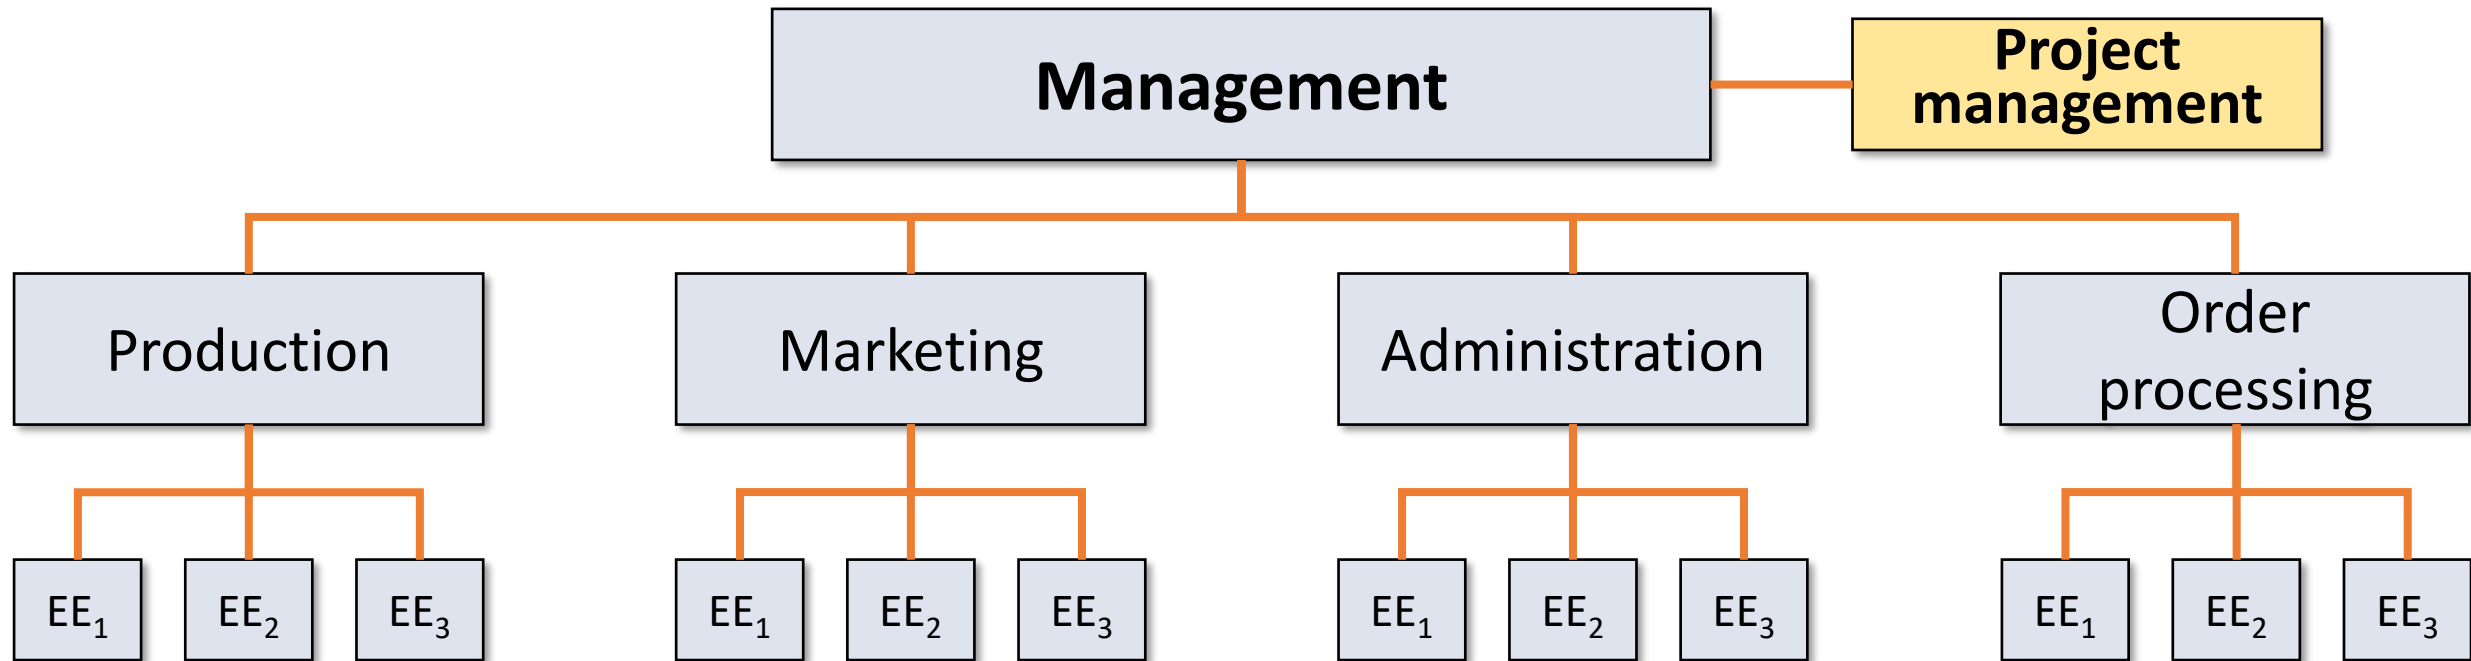 Management
Project
management
Production
Marketing
Administration
Order
processing
EE₁
EE₂
EE₃
EE₁
EE₂
EE₃
EE₁
EE₂
EE₃
EE₁
EE₂
EE₃